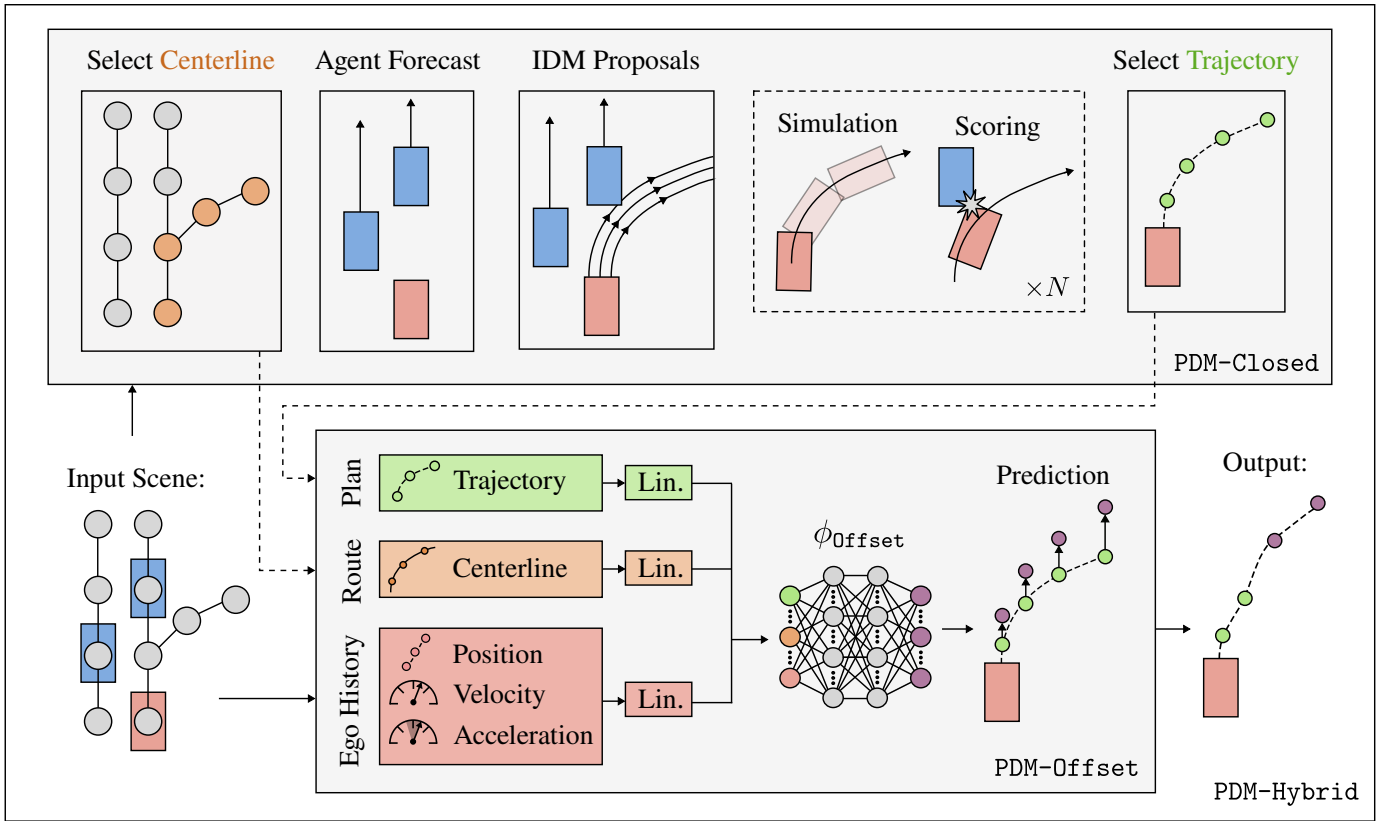 Select Centerline
Agent Forecast
IDM Proposals
Select Trajectory
Simulation
Scoring
×N
PDM-Closed
Input Scene:
Plan
Trajectory
Lin.
Route
Centerline
Lin.
Ego History
Position
Velocity
Acceleration
Lin.
ϕOffset
Prediction
PDM-Offset
Output:
PDM-Hybrid